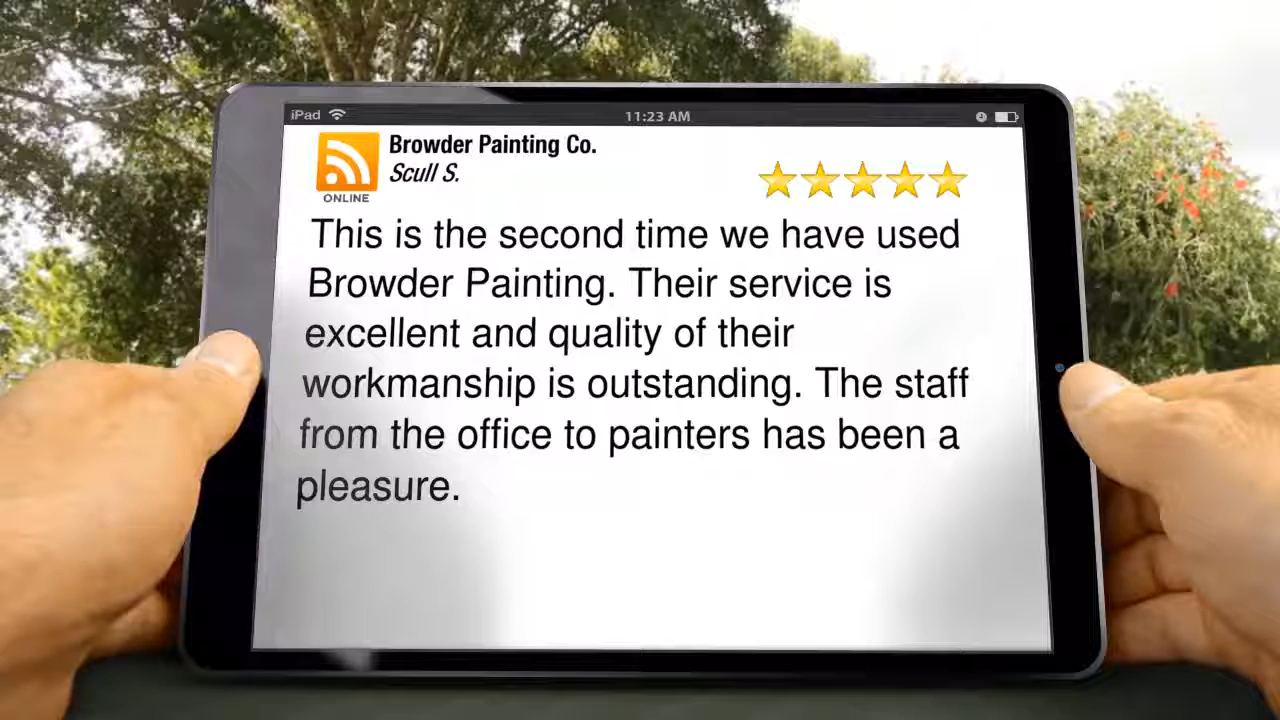 iPad
11:23 AM
Browder Painting Co.
Scull S.
ONLINE
This is the second time we have used
Browder Painting. Their service is
excellent and quality of their
workmanship is outstanding. The staff
from the office to painters has been a
pleasure.